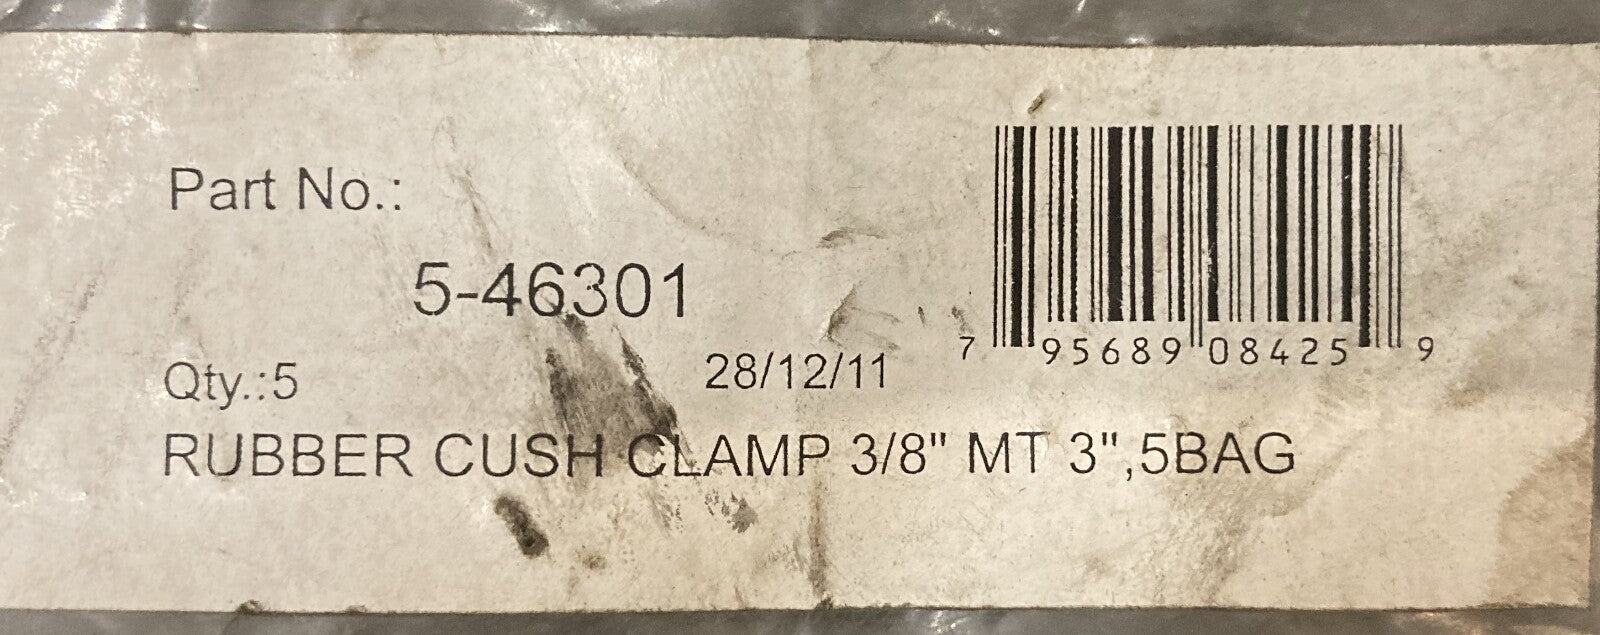 Part No.:
5-46301
7 95689 08425 9
Qty.:5
28/12/11
RUBBER CUSH CLAMP 3/8" MT 3",5BAG